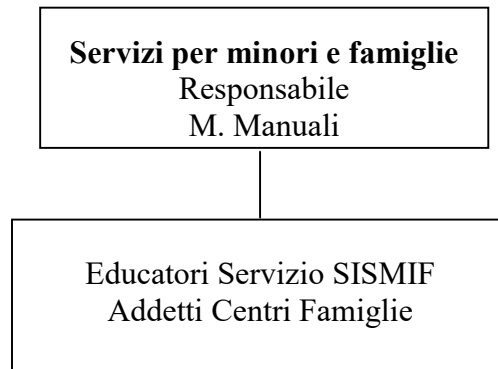 Servizi per minori e famiglie
Responsabile
M. Manuali
Educatori Servizio SISMIF
Addetti Centri Famiglie